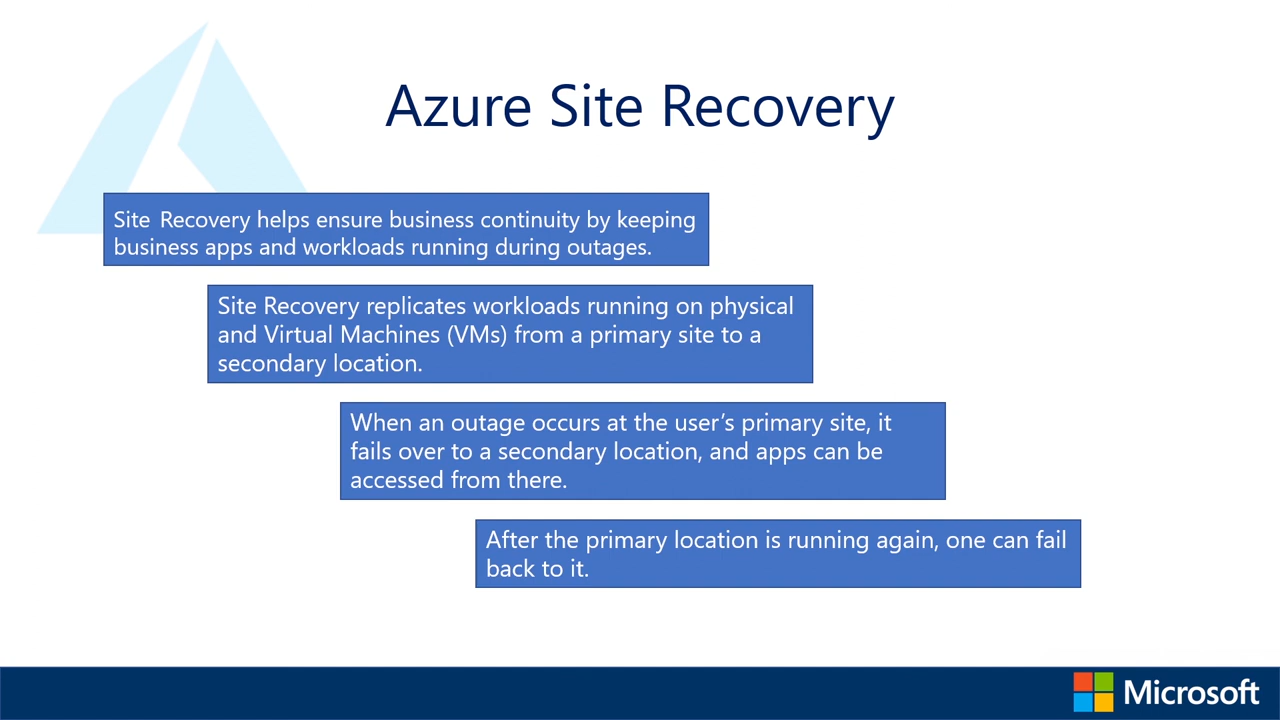 Azure Site Recovery
Site Recovery helps ensure business continuity by keeping
business apps and workloads running during outages.
Site Recovery replicates workloads running on physical
and Virtual Machines (VMs) from a primary site to a
secondary location.
When an outage occurs at the user’s primary site, it
fails over to a secondary location, and apps can be
accessed from there.
After the primary location is running again, one can fail
back to it.
Microsoft